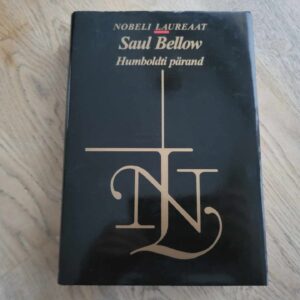 NOBELI LAUREAAT
Saul Bellow
Humboldti pärand
NL